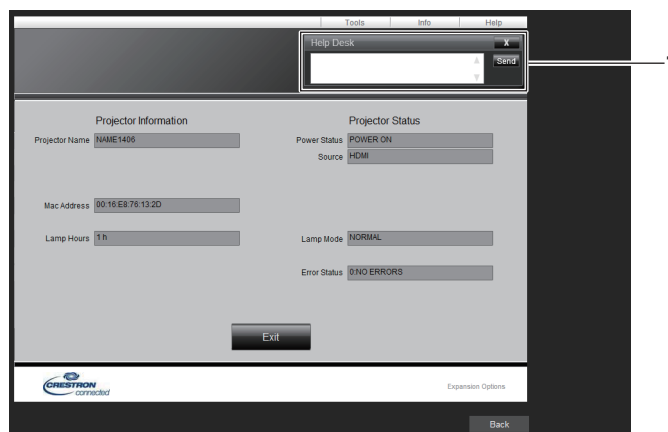 Tools Info Help
Help Desk X
Send
Projector Information Projector Status
Projector Name NAME1406 Power Status POWER ON
Source HDMI
Mac Address 00:16:E8:76:13:2D
Lamp Hours 1 h Lamp Mode NORMAL
Error Status 0:NO ERRORS
Exit
CRESTRON
connected
Expansion Options
Back